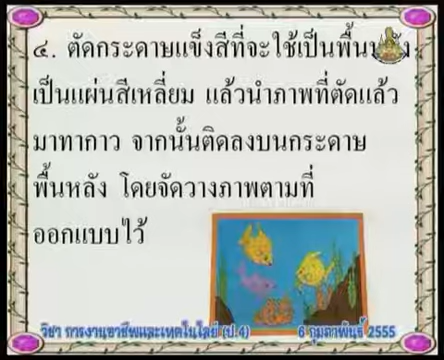 ๔. ตัดกระดาษแข็งสีที่จะใช้เป็นพื้นหลัง
เป็นแผ่นสี่เหลี่ยม แล้วนำภาพที่ตัดแล้ว
มาทากาว จากนั้นติดลงบนกระดาษ
พื้นหลัง โดยจัดวางภาพตามที่
ออกแบบไว้
วิชา การงานอาชีพและเทคโนโลยี (ป.4) 6 กุมภาพันธ์ 2555